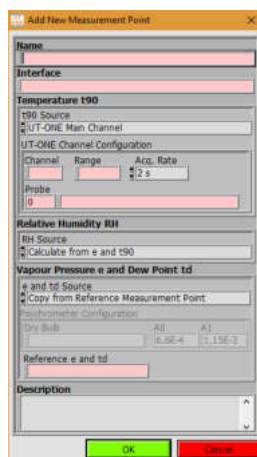 Add New Measurement Point
Name
Interface
Temperature t90
t90 Source
UT-ONE Main Channel
UT-ONE Channel Configuration
Channel Range Acq. Rate
2 s
Probe
0
Relative Humidity RH
RH Source
Calculate from e and t90
Vapour Pressure e and Dew Point td
e and td Source
Copy from Reference Measurement Point
Psychrometer Configuration
Dry Bulb A0 A1
6,6E-4 1,15E-3
Reference e and td
Description
OK Cancel